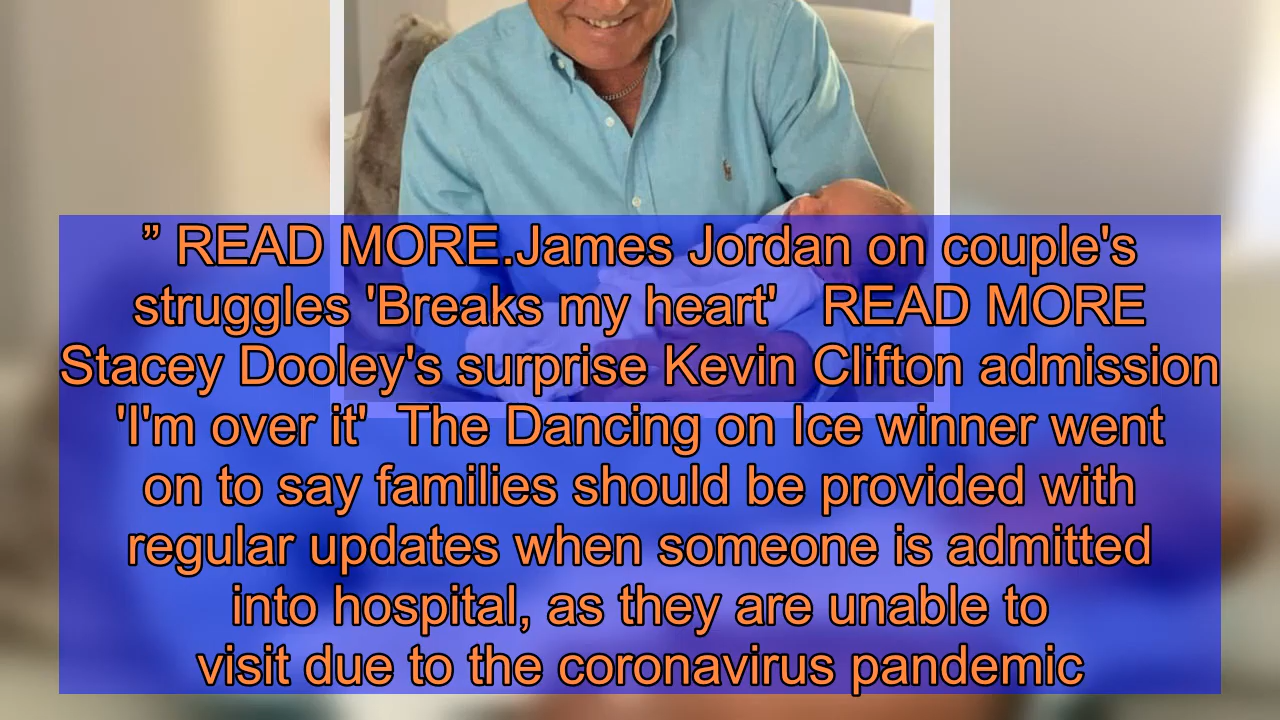 ” READ MORE.James Jordan on couple's
struggles 'Breaks my heart'   READ MORE
Stacey Dooley's surprise Kevin Clifton admission
'I'm over it'  The Dancing on Ice winner went
on to say families should be provided with
regular updates when someone is admitted
into hospital, as they are unable to
visit due to the coronavirus pandemic